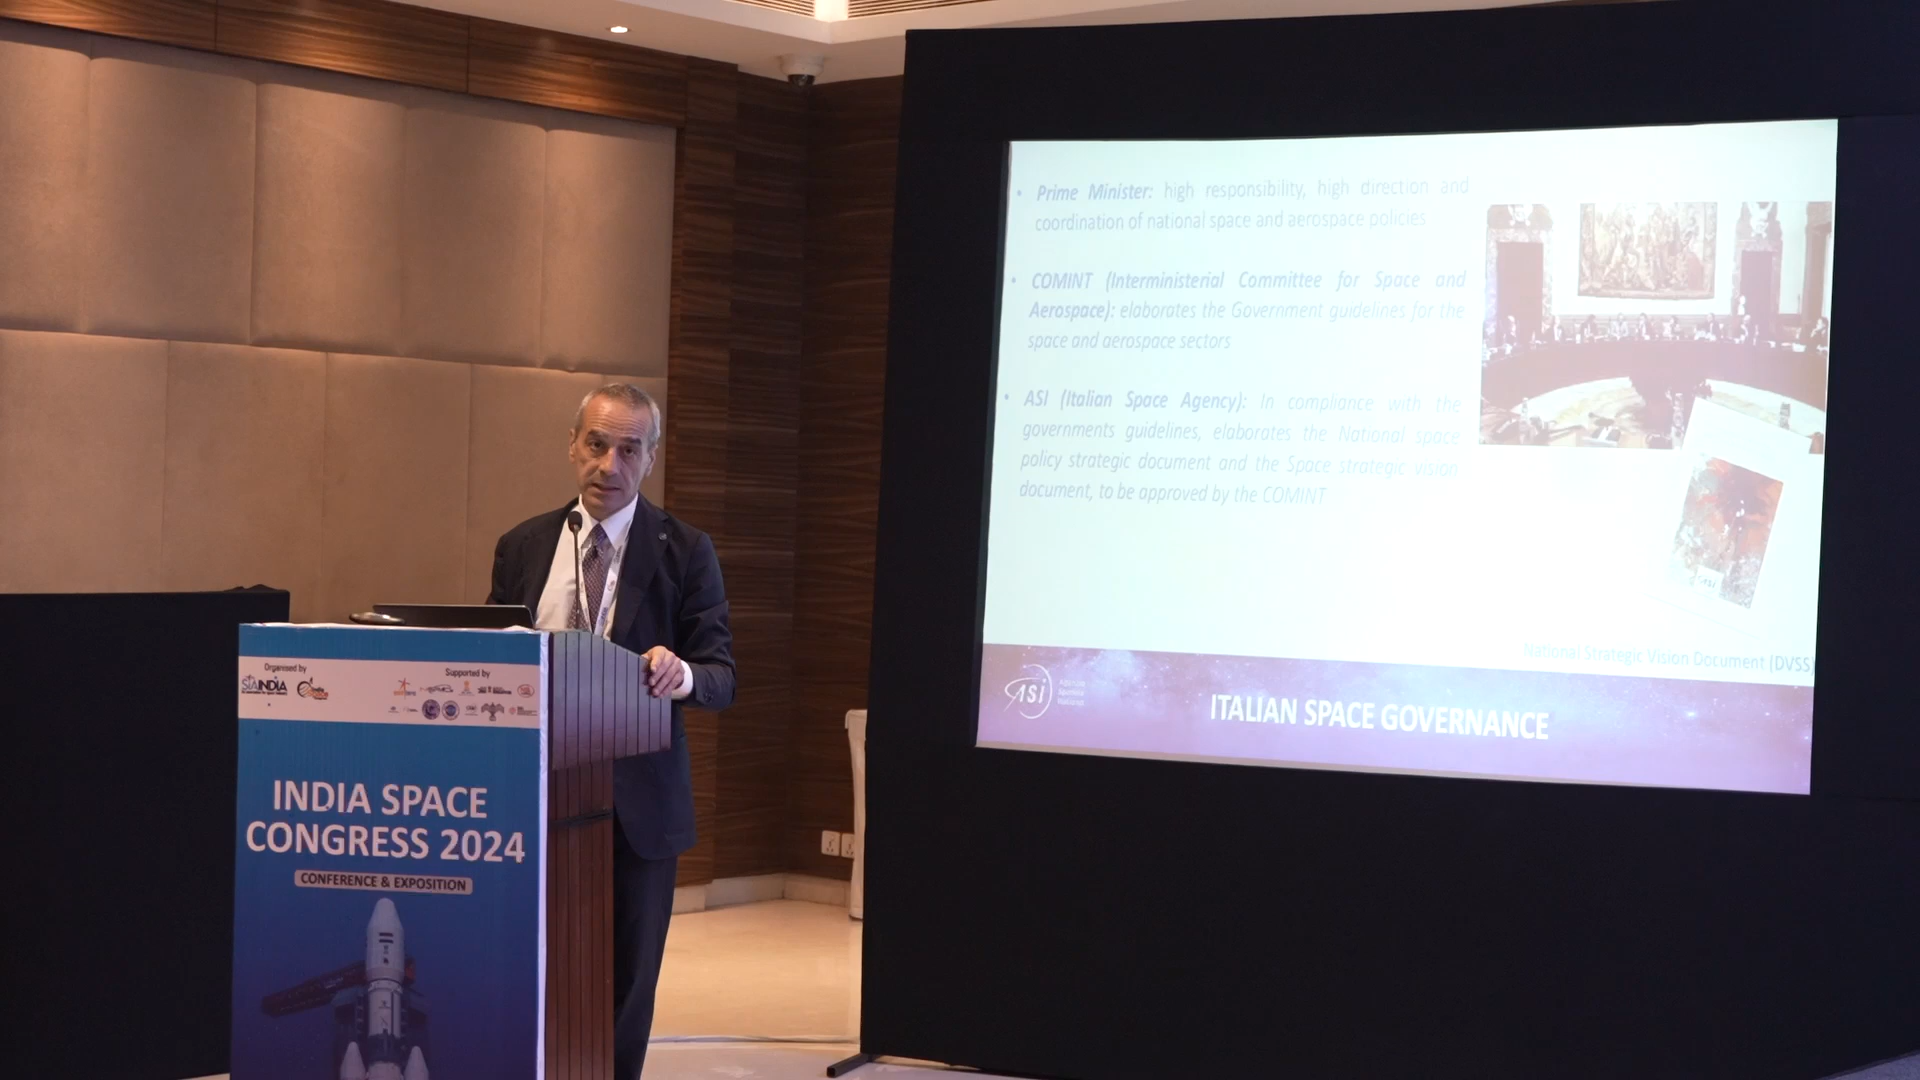 Organised by
SIAINDIA
Supported by
INDIA SPACE
CONGRESS 2024
CONFERENCE & EXPOSITION
• Prime Minister: high responsibility, high direction and
coordination of national space and aerospace policies
• COMINT (Interministerial Committee for Space and
Aerospace): elaborates the Government guidelines for the
space and aerospace sectors
• ASI (Italian Space Agency): In compliance with the
governments guidelines, elaborates the National space
policy strategic document and the Space strategic vision
document, to be approved by the COMINT
National Strategic Vision Document (DVSS)
ASI
Agenzia
Spaziale
Italiana
ITALIAN SPACE GOVERNANCE